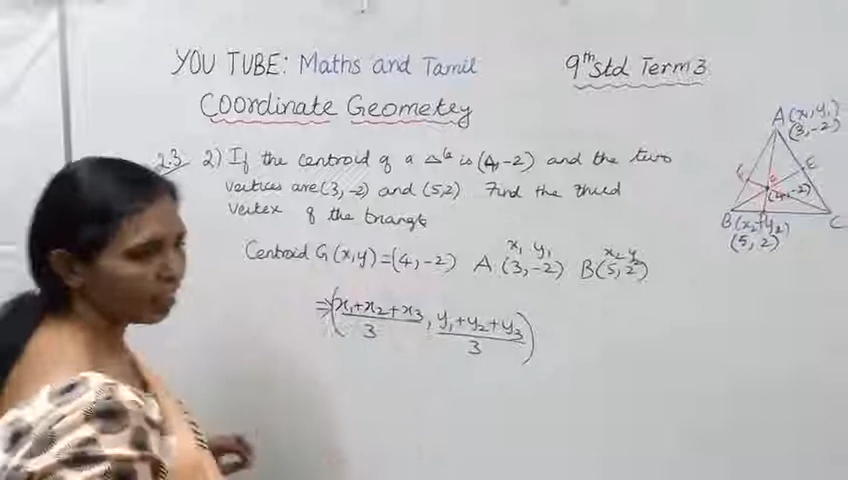 YOU TUBE: Maths and Tamil 9th std Term 3
Coordinate Geometry
2.3 2) If the centroid of a Δle is (4,-2) and the two
vertices are (3,-2) and (5,2) Find the third
vertex of the triangle
Centroid G(x,y) = (4,-2) A (3,-2) B(5,2)
x₁ y₁ x₂ y₂
⇒ (x₁+x₂+x₃/3, y₁+y₂+y₃/3)
A(x₁,y₁)
(3,-2)
F
E
G
(4,-2)
B(x₂,y₂)
(5,2)
C